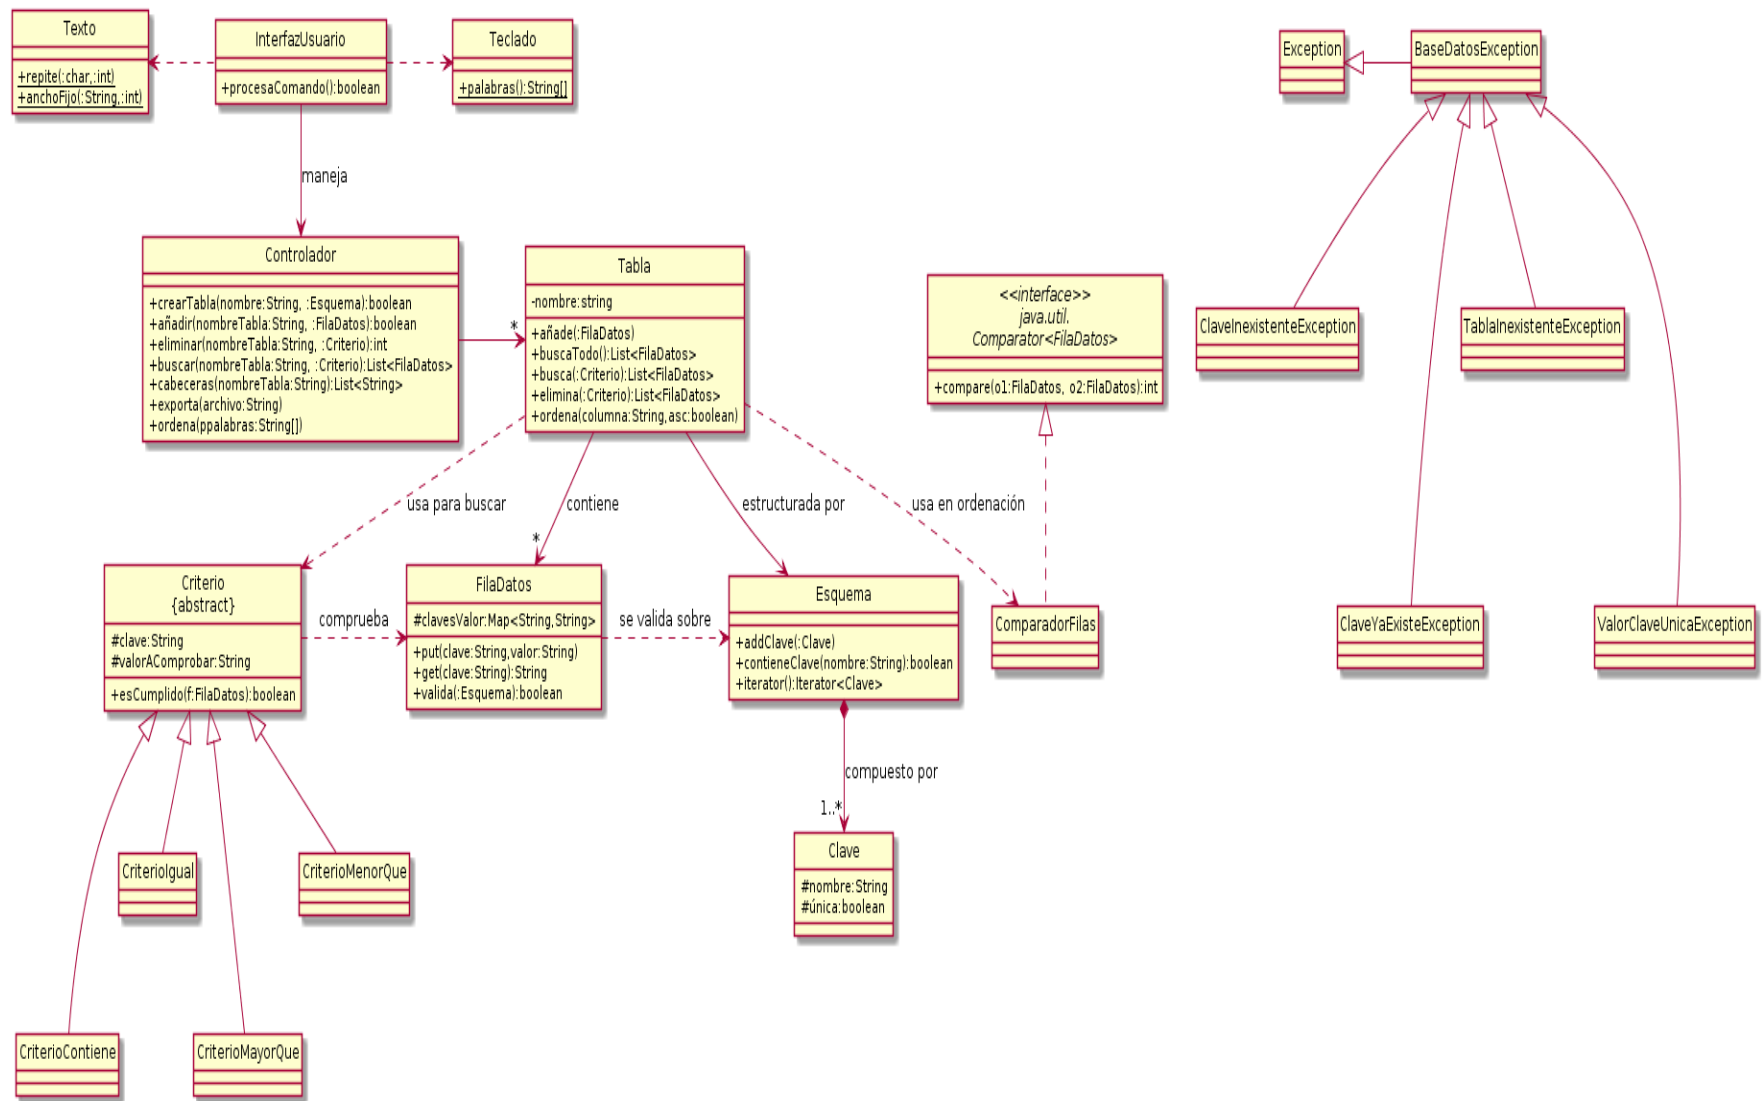 Texto
+repite(:char,:int)
+anchoFijo(:String,:int)
InterfazUsuario
+procesaComando():boolean
Teclado
+palabras():String[]
Exception
BaseDatosException
maneja
Controlador
+crearTabla(nombre:String, :Esquema):boolean
+añadir(nombreTabla:String, :FilaDatos):boolean
+eliminar(nombreTabla:String, :Criterio):int
+buscar(nombreTabla:String, :Criterio):List<FilaDatos>
+cabeceras(nombreTabla:String):List<String>
+exporta(archivo:String)
+ordena(ppalabras:String[])
*
Tabla
-nombre:string
+añade(:FilaDatos)
+buscaTodo():List<FilaDatos>
+busca(:Criterio):List<FilaDatos>
+elimina(:Criterio):List<FilaDatos>
+ordena(columna:String,asc:boolean)
<<interface>>
java.util.
Comparator<FilaDatos>
+compare(o1:FilaDatos, o2:FilaDatos):int
ClaveInexistenteException
TablaInexistenteException
usa para buscar
contiene
*
estructurada por
usa en ordenación
Criterio
{abstract}
#clave:String
#valorAComprobar:String
+esCumplido(f:FilaDatos):boolean
comprueba
FilaDatos
#clavesValor:Map<String,String>
+put(clave:String,valor:String)
+get(clave:String):String
+valida(:Esquema):boolean
se valida sobre
Esquema
+addClave(:Clave)
+contieneClave(nombre:String):boolean
+iterator():Iterator<Clave>
ComparadorFilas
ClaveYaExisteException
ValorClaveUnicaException
compuesto por
1..*
Clave
#nombre:String
#única:boolean
CriterioIgual
CriterioMenorQue
CriterioContiene
CriterioMayorQue